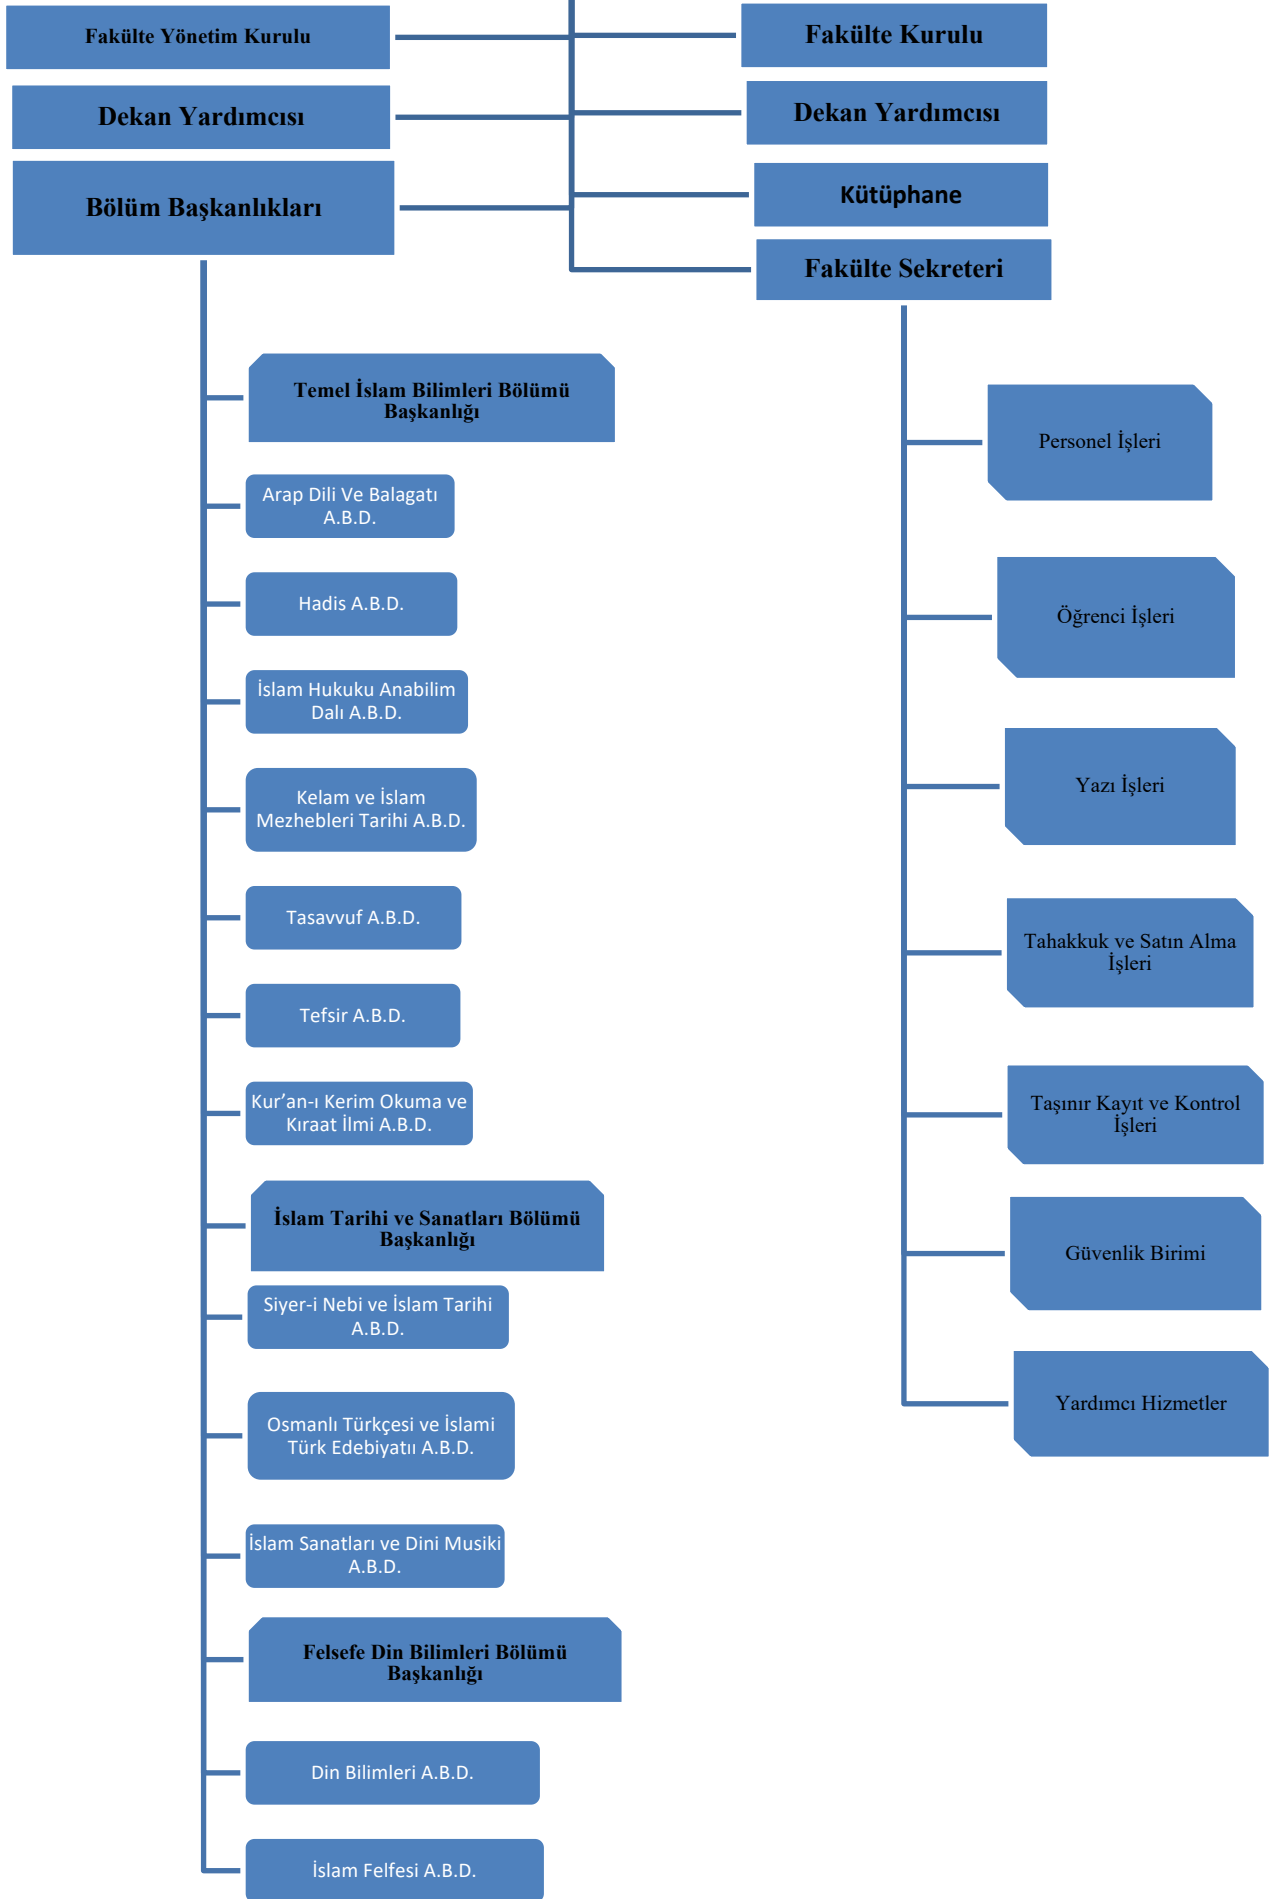 Fakülte Yönetim Kurulu
Fakülte Kurulu
Dekan Yardımcısı
Dekan Yardımcısı
Bölüm Başkanlıkları
Kütüphane
Fakülte Sekreteri
Temel İslam Bilimleri Bölümü
Başkanlığı
Arap Dili Ve Balagatı
A.B.D.
Hadis A.B.D.
İslam Hukuku Anabilim
Dalı A.B.D.
Kelam ve İslam
Mezhebleri Tarihi A.B.D.
Tasavvuf A.B.D.
Tefsir A.B.D.
Kur’an-ı Kerim Okuma ve
Kıraat İlmi A.B.D.
İslam Tarihi ve Sanatları Bölümü
Başkanlığı
Siyer-i Nebi ve İslam Tarihi
A.B.D.
Osmanlı Türkçesi ve İslami
Türk Edebiyatıı A.B.D.
İslam Sanatları ve Dini Musiki
A.B.D.
Felsefe Din Bilimleri Bölümü
Başkanlığı
Din Bilimleri A.B.D.
İslam Felfesi A.B.D.
Personel İşleri
Öğrenci İşleri
Yazı İşleri
Tahakkuk ve Satın Alma
İşleri
Taşınır Kayıt ve Kontrol
İşleri
Güvenlik Birimi
Yardımcı Hizmetler